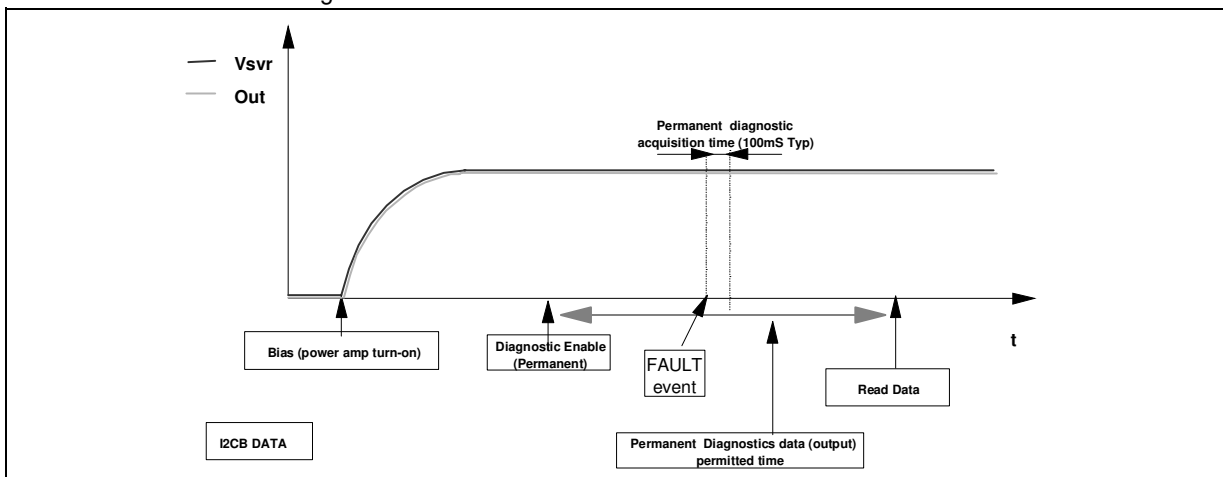 Vsvr
Out
Permanent diagnostic
acquisition time (100mS Typ)
t
Bias (power amp turn-on)
Diagnostic Enable
(Permanent)
FAULT
event
Read Data
I2CB DATA
Permanent Diagnostics data (output)
permitted time